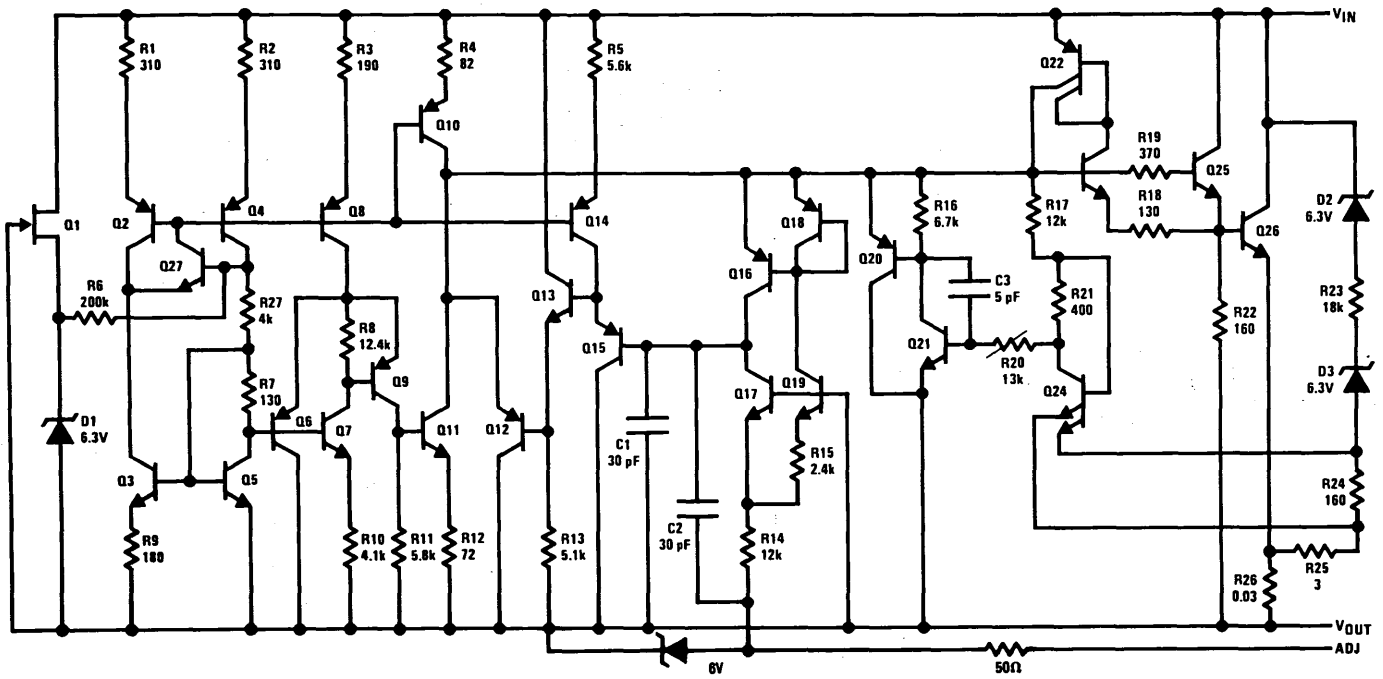 VIN
R1
310
R2
310
R3
190
R4
82
R5
5.6k
Q22
Q10
R19
370
Q25
R18
130
Q1
Q2
Q4
Q8
Q14
Q18
R16
6.7k
R17
12k
Q26
D2
6.3V
Q27
Q16
Q20
R6
200k
R27
4k
Q13
C3
5 pF
R21
400
R22
160
R23
18k
R8
12.4k
Q15
Q21
R20
13k
R7
130
Q9
Q17
Q19
Q24
D3
6.3V
D1
6.3V
Q6
Q7
Q11
Q12
C1
30 pF
R15
2.4k
Q3
Q5
R24
160
R9
180
R10
4.1k
R11
5.8k
R12
72
R13
5.1k
C2
30 pF
R14
12k
R25
3
R26
0.03
VOUT
ADJ
6V
50Ω